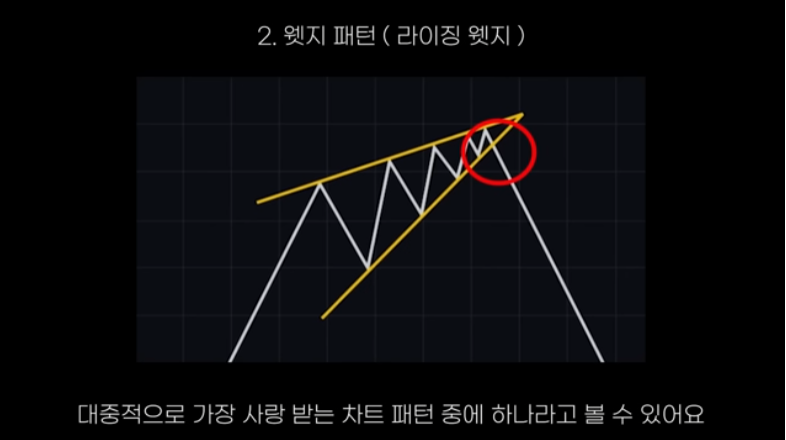 2. 웻지 패턴 ( 라이징 웻지 )
대중적으로 가장 사랑 받는 차트 패턴 중에 하나라고 볼 수 있어요